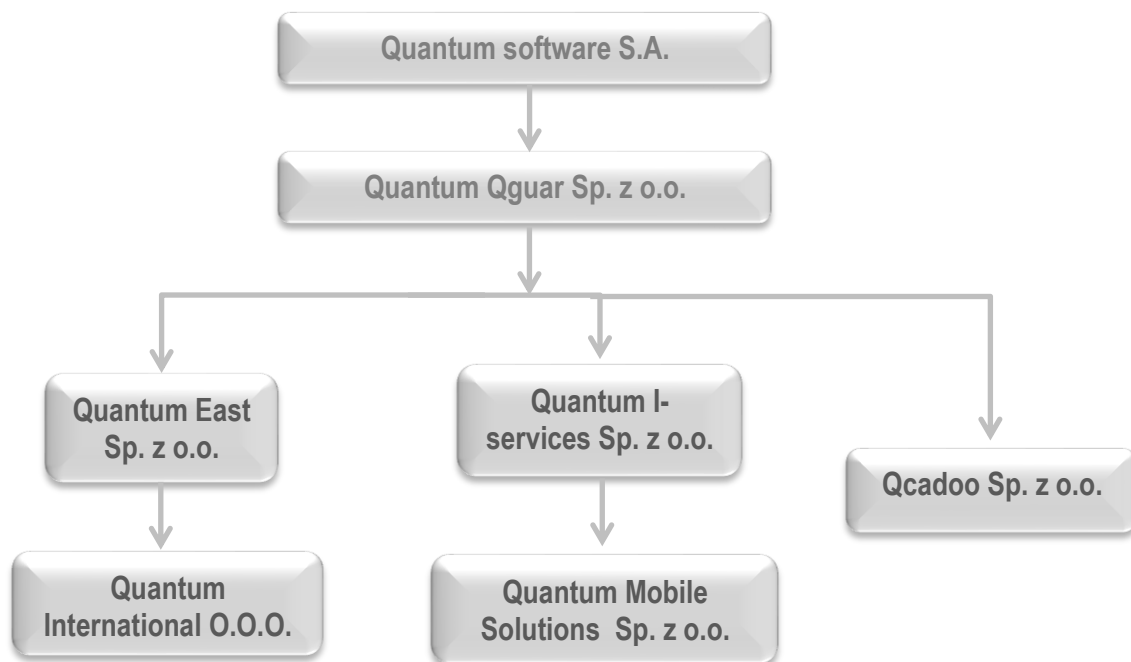 Quantum software S.A.
Quantum Qguar Sp. z o.o.
Quantum East
Sp. z o.o.
Quantum I-
services Sp. z o.o.
Qcadoo Sp. z o.o.
Quantum
International O.O.O.
Quantum Mobile
Solutions  Sp. z o.o.